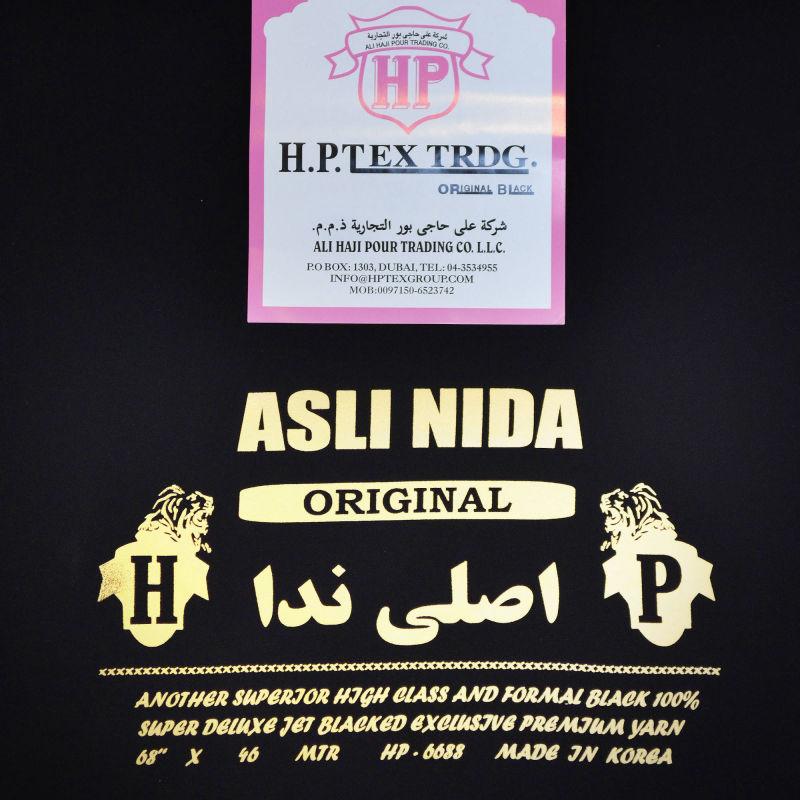 شركة على حاجى بور التجارية
ALI HAJI POUR TRADING CO.
HP
H.P.TEX TRDG.
ORIGINAL BLACK
شركة على حاجى بور التجارية ذ.م.م.
ALI HAJI POUR TRADING CO. L.L.C.
P.O BOX: 1303, DUBAI, TEL: 04-3534955
INFO@HPTEXGROUP.COM
MOB:0097150-6523742
ASLI NIDA
ORIGINAL
H اصلى ندا P
ANOTHER SUPERIOR HIGH CLASS AND FORMAL BLACK 100%
SUPER DELUXE JET BLACKED EXCLUSIVE PREMIUM YARN
68" X 46 MTR HP - 6688 MADE IN KOREA